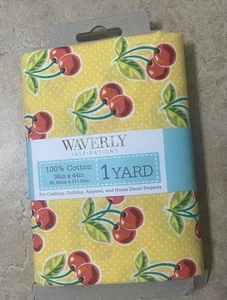 WAVERLY
INSPIRATIONS
100% Cotton
36in x 44in
1 YARD
For Crafting, Quilting, Apparel, and Home Decor Projects